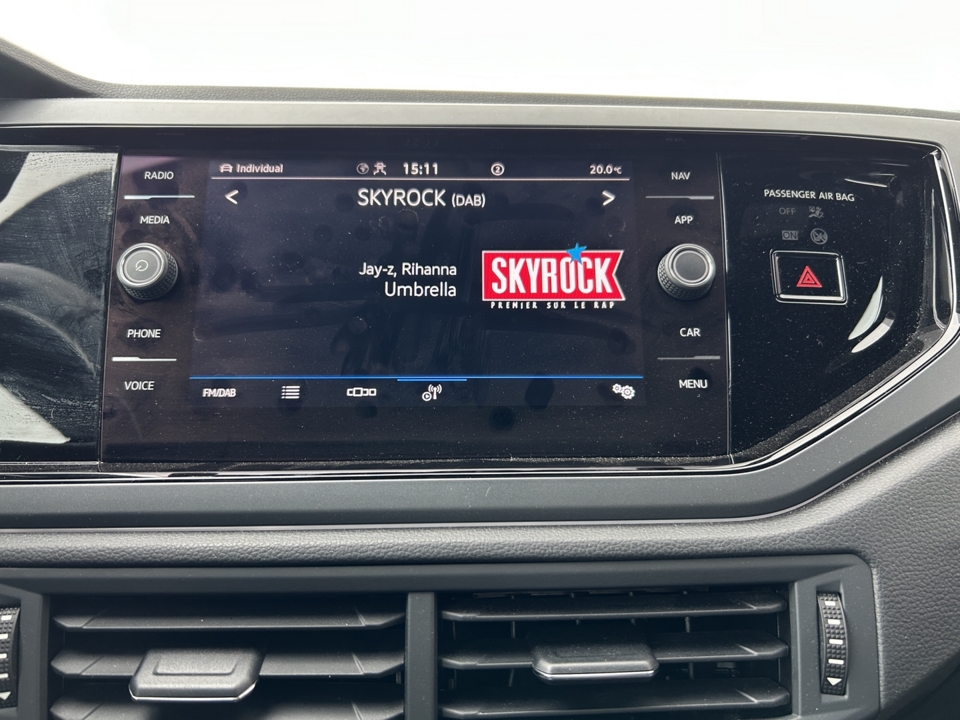 RADIO
MEDIA
PHONE
VOICE
Individual
15:11
2
20.0°C
< SKYROCK (DAB) >
Jay-z, Rihanna
Umbrella
SKYROCK
PREMIER SUR LE RAP
FM/DAB
NAV
APP
CAR
MENU
PASSENGER AIR BAG
OFF
ON